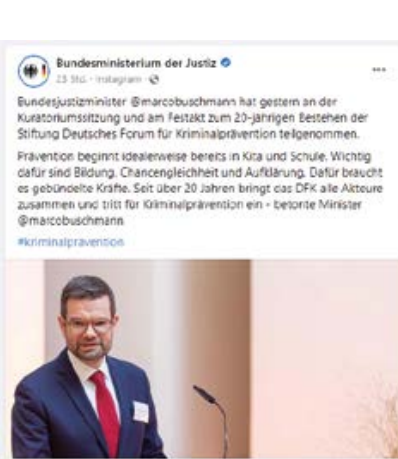 Bundesministerium der Justiz
23 Std. · Instagram ·
Bundesjustizminister @marcobuschmann hat gestern an der
Kuratoriumssitzung und am Festakt zum 20-jährigen Bestehen der
Stiftung Deutsches Forum für Kriminalprävention teilgenommen.
Prävention beginnt idealerweise bereits in Kita und Schule. Wichtig
dafür sind Bildung, Chancengleichheit und Aufklärung. Dafür braucht
es gebündelte Kräfte. Seit über 20 Jahren bringt das DFK alle Akteure
zusammen und tritt für Kriminalprävention ein - betonte Minister
@marcobuschmann
#kriminalprävention